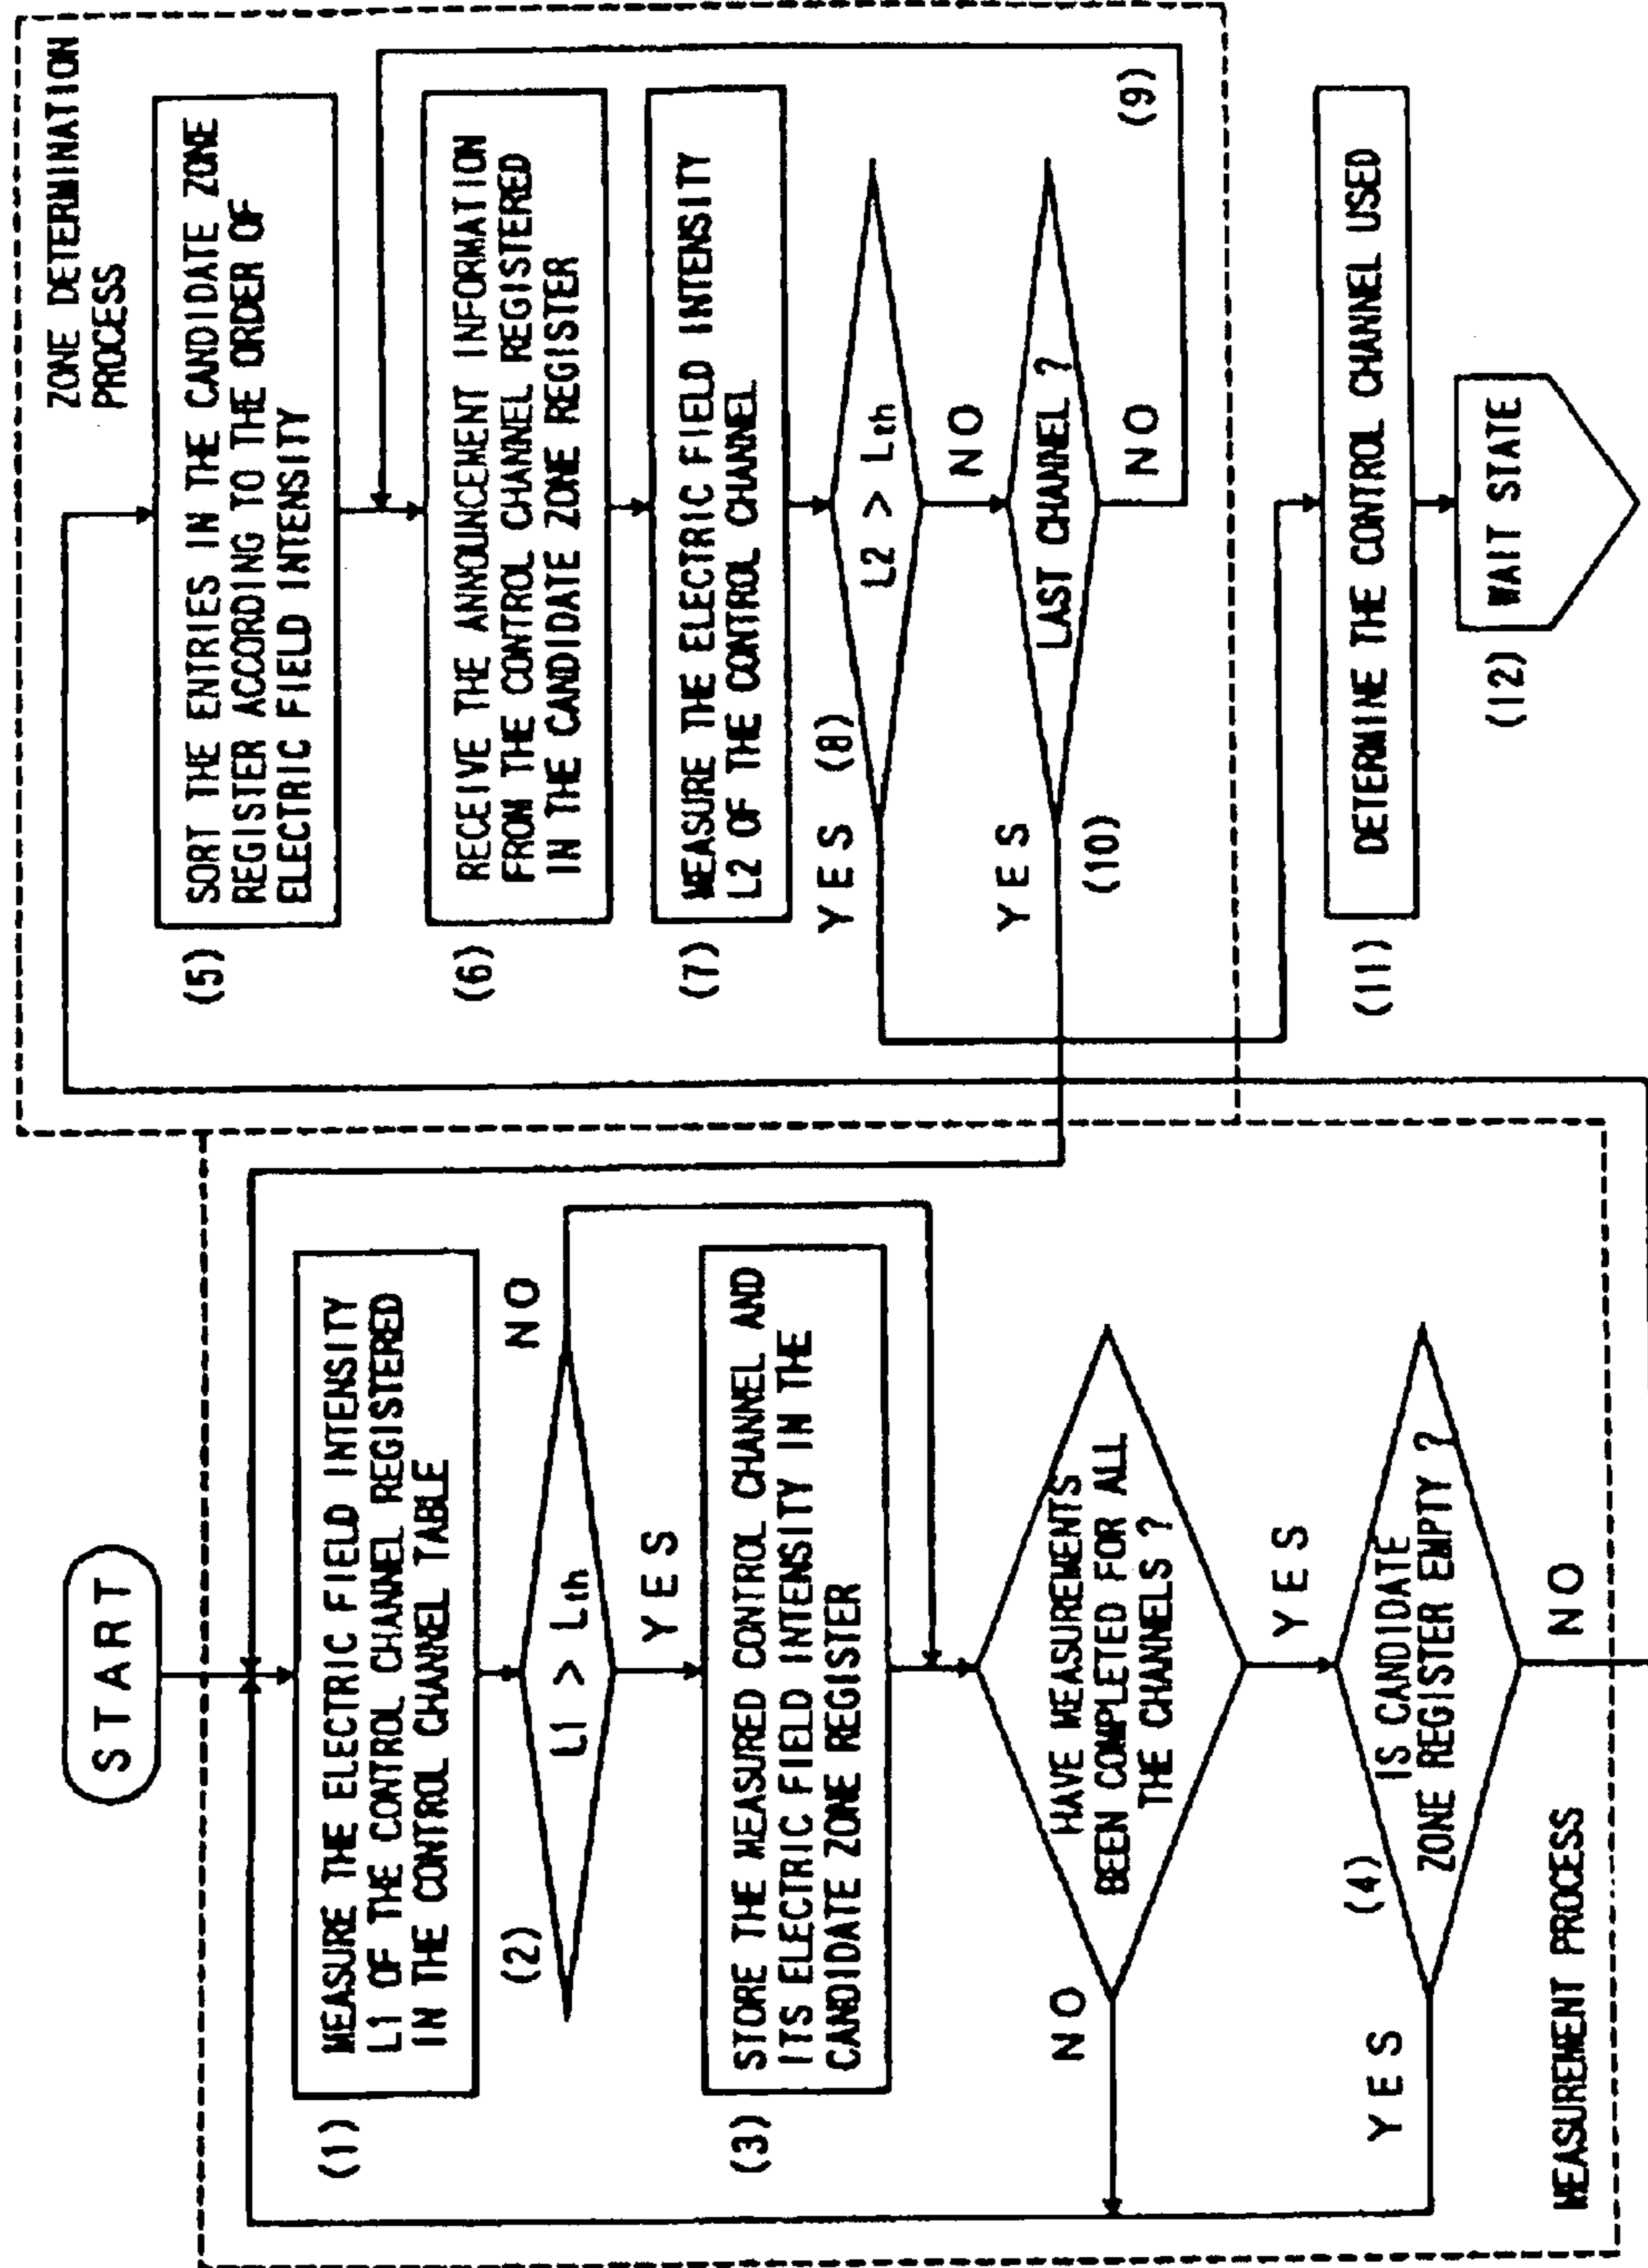 START
(1)
MEASURE THE ELECTRIC FIELD INTENSITY
L1 OF THE CONTROL CHANNEL REGISTERED
IN THE CONTROL CHANNEL TABLE
(2)
L1 > Lth
NO
YES
(3)
STORE THE MEASURED CONTROL CHANNEL AND
ITS ELECTRIC FIELD INTENSITY IN THE
CANDIDATE ZONE REGISTER
HAVE MEASUREMENTS
BEEN COMPLETED FOR ALL
THE CHANNELS ?
NO
YES
(4)
IS CANDIDATE
ZONE REGISTER EMPTY ?
YES
NO
MEASUREMENT PROCESS
ZONE DETERMINATION
PROCESS
(5)
SORT THE ENTRIES IN THE CANDIDATE ZONE
REGISTER ACCORDING TO THE ORDER OF
ELECTRIC FIELD INTENSITY
(6)
RECEIVE THE ANNOUNCEMENT INFORMATION
FROM THE CONTROL CHANNEL REGISTERED
IN THE CANDIDATE ZONE REGISTER
(7)
MEASURE THE ELECTRIC FIELD INTENSITY
L2 OF THE CONTROL CHANNEL
YES (8)
L2 > Lth
NO
YES
LAST CHANNEL ?
(9)
(10)
NO
(11)
DETERMINE THE CONTROL CHANNEL USED
(12)
WAIT STATE